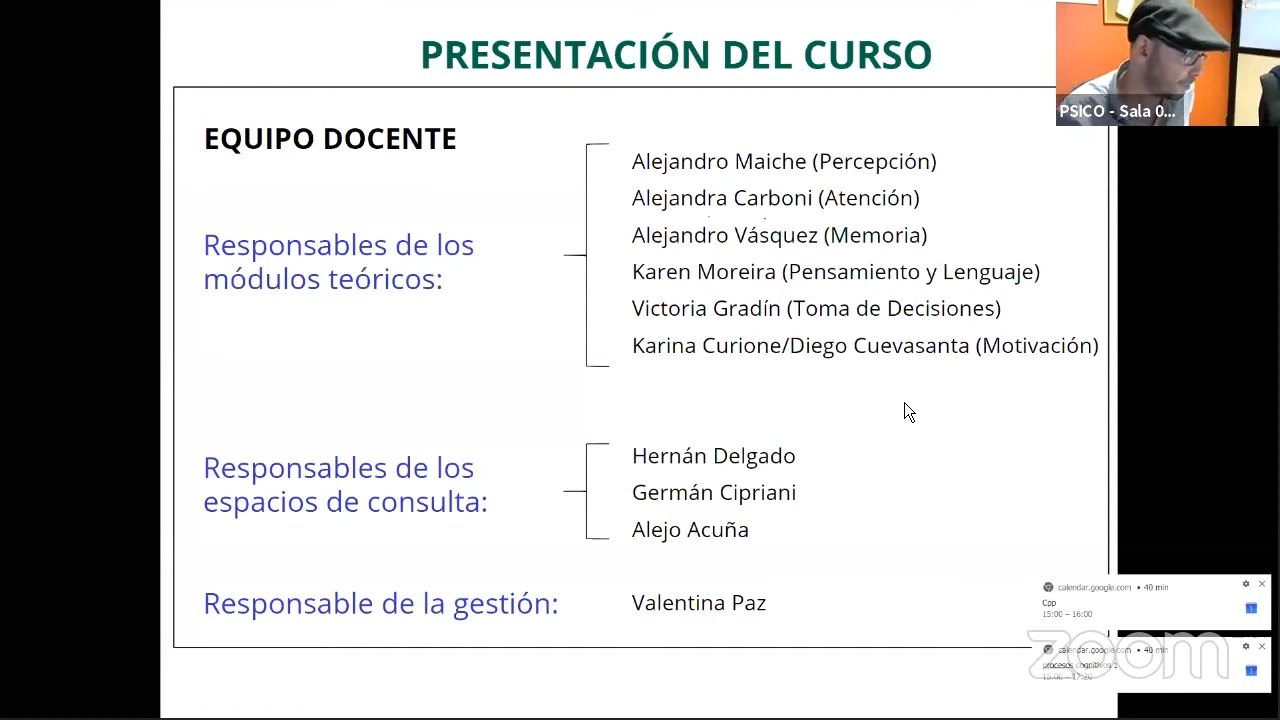 PRESENTACIÓN DEL CURSO
PSICO - Sala 0...
EQUIPO DOCENTE
Responsables de los
módulos teóricos:
Alejandro Maiche (Percepción)
Alejandra Carboni (Atención)
Alejandro Vásquez (Memoria)
Karen Moreira (Pensamiento y Lenguaje)
Victoria Gradín (Toma de Decisiones)
Karina Curione/Diego Cuevasanta (Motivación)
Responsables de los
espacios de consulta:
Hernán Delgado
Germán Cipriani
Alejo Acuña
Responsable de la gestión:
Valentina Paz
calendar.google.com • 40 min
Cpp
15:00 – 16:00
calendar.google.com • 40 min
procesos cognitivos 1
zoom